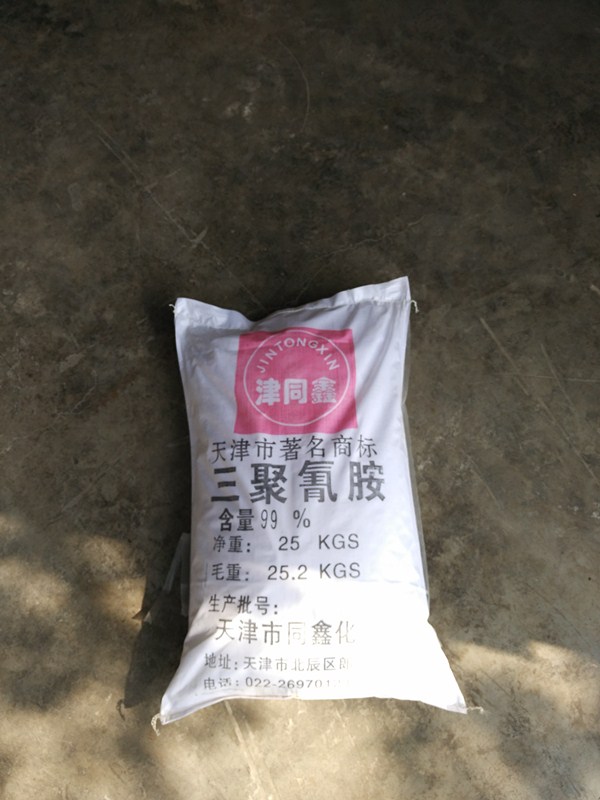 JINTONGXIN
津同鑫
天津市著名商标
三聚氰胺
含量99 %
净重： 25 KGS
毛重： 25.2 KGS
生产批号：
天津市同鑫化
地址：天津市北辰区
电话：022-26970